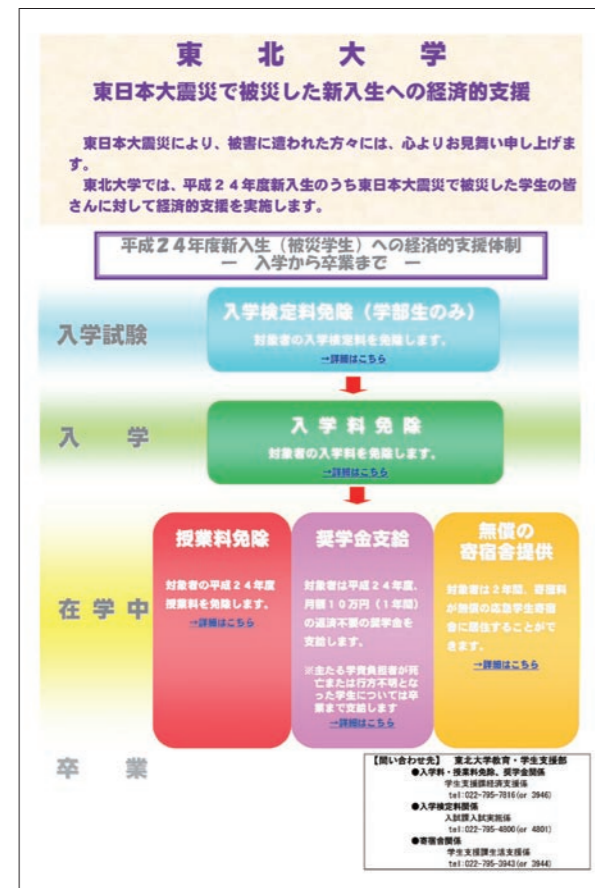 東 北 大 学
東日本大震災で被災した新入生への経済的支援
東日本大震災により、被害に遭われた方々には、心よりお見舞い申し上げま
す。
東北大学では、平成２４年度新入生のうち東日本大震災で被災した学生の皆
さんに対して経済的支援を実施します。
平成２４年度新入生（被災学生）への経済的支援体制
― 入学から卒業まで ―
入学試験
入学検定料免除（学部生のみ）
対象者の入学検定料を免除します。
→詳細はこちら
入 学
入 学 料 免 除
対象者の入学料を免除します。
→詳細はこちら
在 学 中
授業料免除
対象者の平成２４年度
授業料を免除します。
→詳細はこちら
奨学金支給
対象者は平成２４年度、
月額１０万円（１年間）
の返済不要の奨学金を
支給します。
※主たる学資負担者が死
亡または行方不明とな
った学生については卒
業まで支給します
→詳細はこちら
無償の
寄宿舎提供
対象者は２年間、寄宿料
が無償の応急学生寄宿
舎に居住することがで
きます。
→詳細はこちら
卒 業
【問い合わせ先】 東北大学教育・学生支援部
●入学料・授業料免除、奨学金関係
学生支援課経済支援係
tel:022-795-7816(or 3946)
●入学検定料関係
入試課入試実施係
tel:022-795-4800(or 4801)
●寄宿舎関係
学生支援課生活支援係
tel:022-795-3943(or 3944)